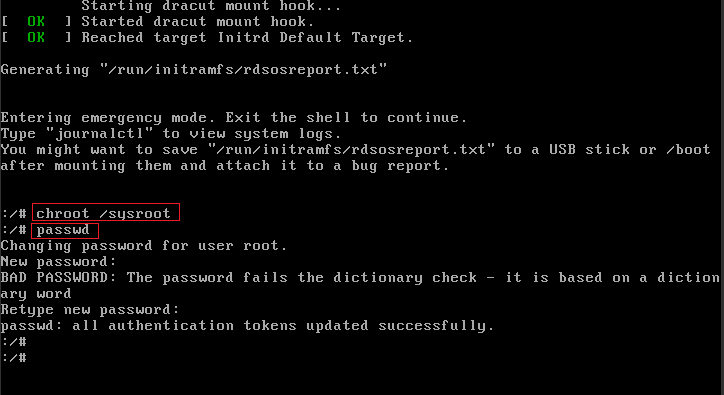 Starting dracut mount hook...
[  OK  ] Started dracut mount hook.
[  OK  ] Reached target Initrd Default Target.
Generating "/run/initramfs/rdsosreport.txt"
Entering emergency mode. Exit the shell to continue.
Type "journalctl" to view system logs.
You might want to save "/run/initramfs/rdsosreport.txt" to a USB stick or /boot
after mounting them and attach it to a bug report.
:/# chroot /sysroot
:/# passwd
Changing password for user root.
New password:
BAD PASSWORD: The password fails the dictionary check - it is based on a diction
ary word
Retype new password:
passwd: all authentication tokens updated successfully.
:/#
:/#